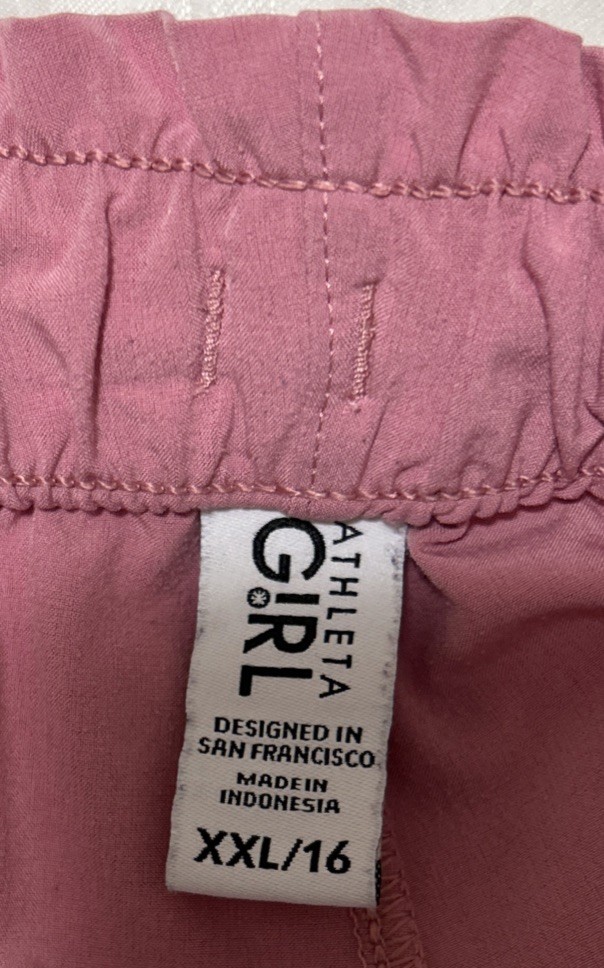 ATHLETA
GiRL
DESIGNED IN
SAN FRANCISCO
MADE IN
INDONESIA
XXL/16